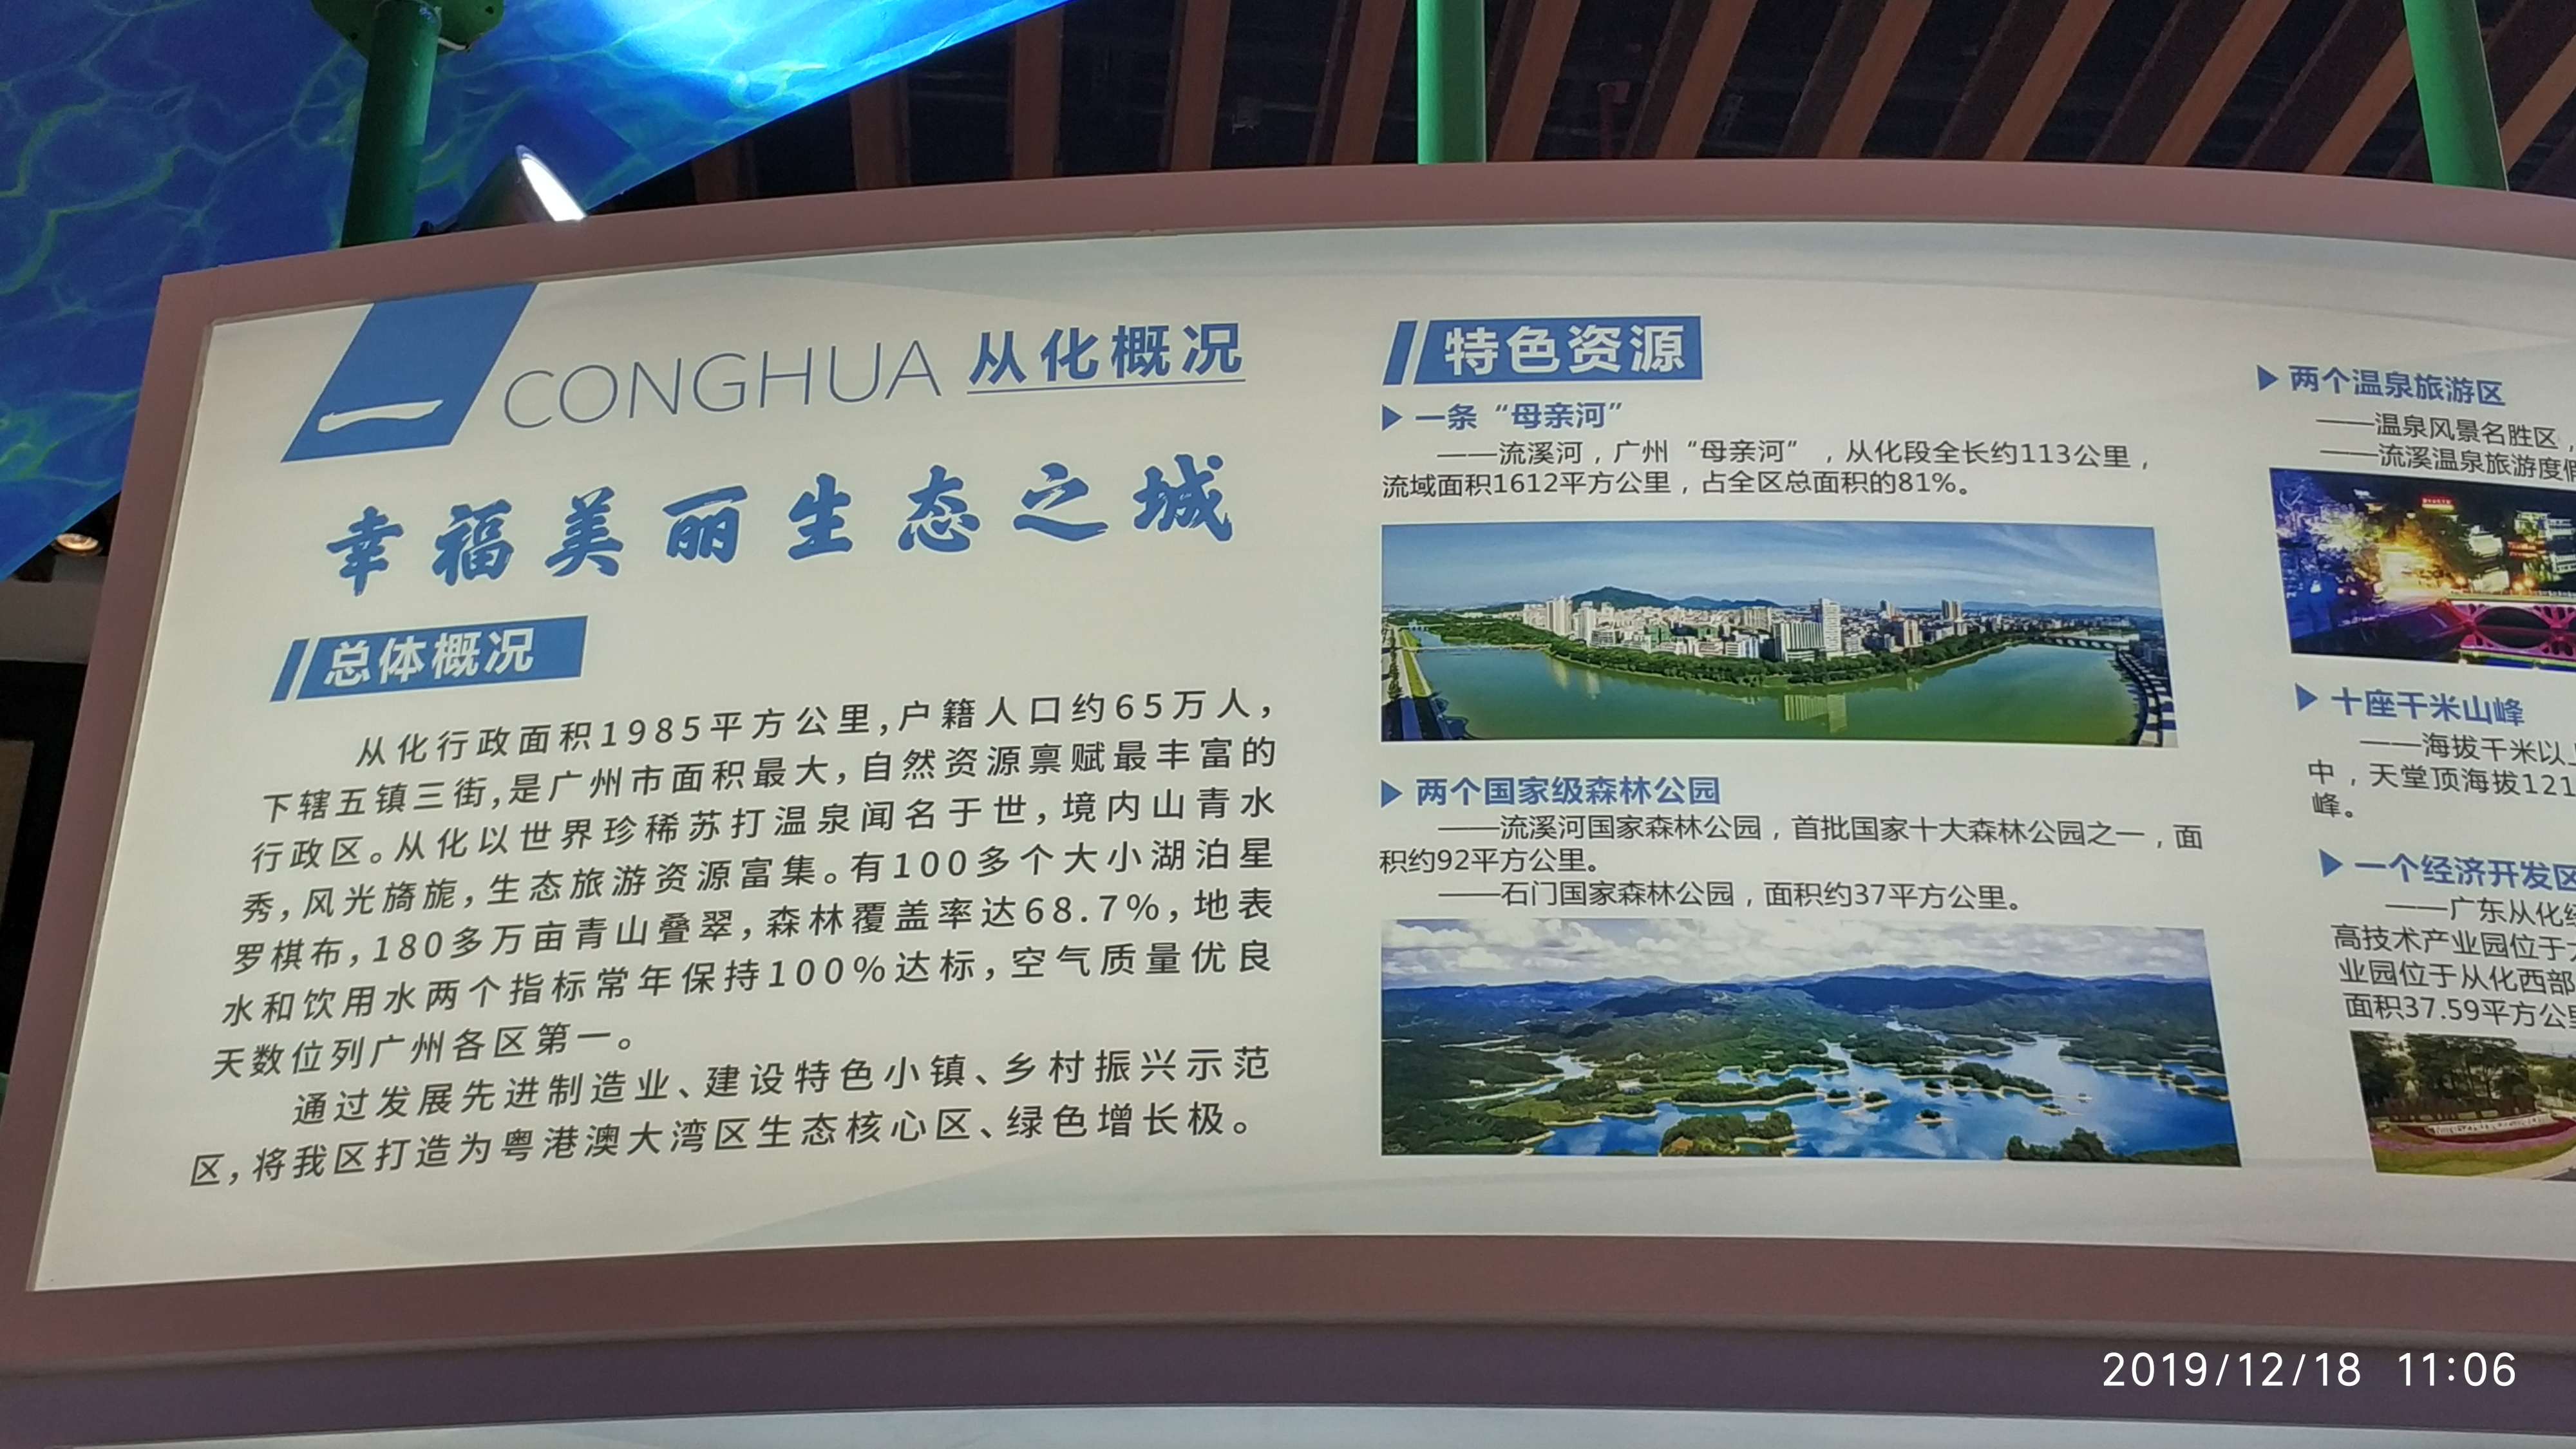 一
CONGHUA 从化概况
幸福美丽生态之城
总体概况
从化行政面积1985平方公里,户籍人口约65万人,
下辖五镇三街,是广州市面积最大,自然资源禀赋最丰富的
行政区。从化以世界珍稀苏打温泉闻名于世,境内山青水
秀,风光旖旎,生态旅游资源富集。有100多个大小湖泊星
罗棋布,180多万亩青山叠翠,森林覆盖率达68.7%,地表
水和饮用水两个指标常年保持100%达标,空气质量优良
天数位列广州各区第一。
通过发展先进制造业、建设特色小镇、乡村振兴示范
区,将我区打造为粤港澳大湾区生态核心区、绿色增长极。
特色资源
一条“母亲河”
——流溪河，广州“母亲河”，从化段全长约113公里，
流域面积1612平方公里，占全区总面积的81%。
两个国家级森林公园
——流溪河国家森林公园，首批国家十大森林公园之一，面
积约92平方公里。
——石门国家森林公园，面积约37平方公里。
两个温泉旅游区
——温泉风景名胜区，
——流溪温泉旅游度假
十座千米山峰
——海拔千米以上
中，天堂顶海拔121
峰。
一个经济开发区
——广东从化经
高技术产业园位于
业园位于从化西部
面积37.59平方公里
2019/12/18 11:06